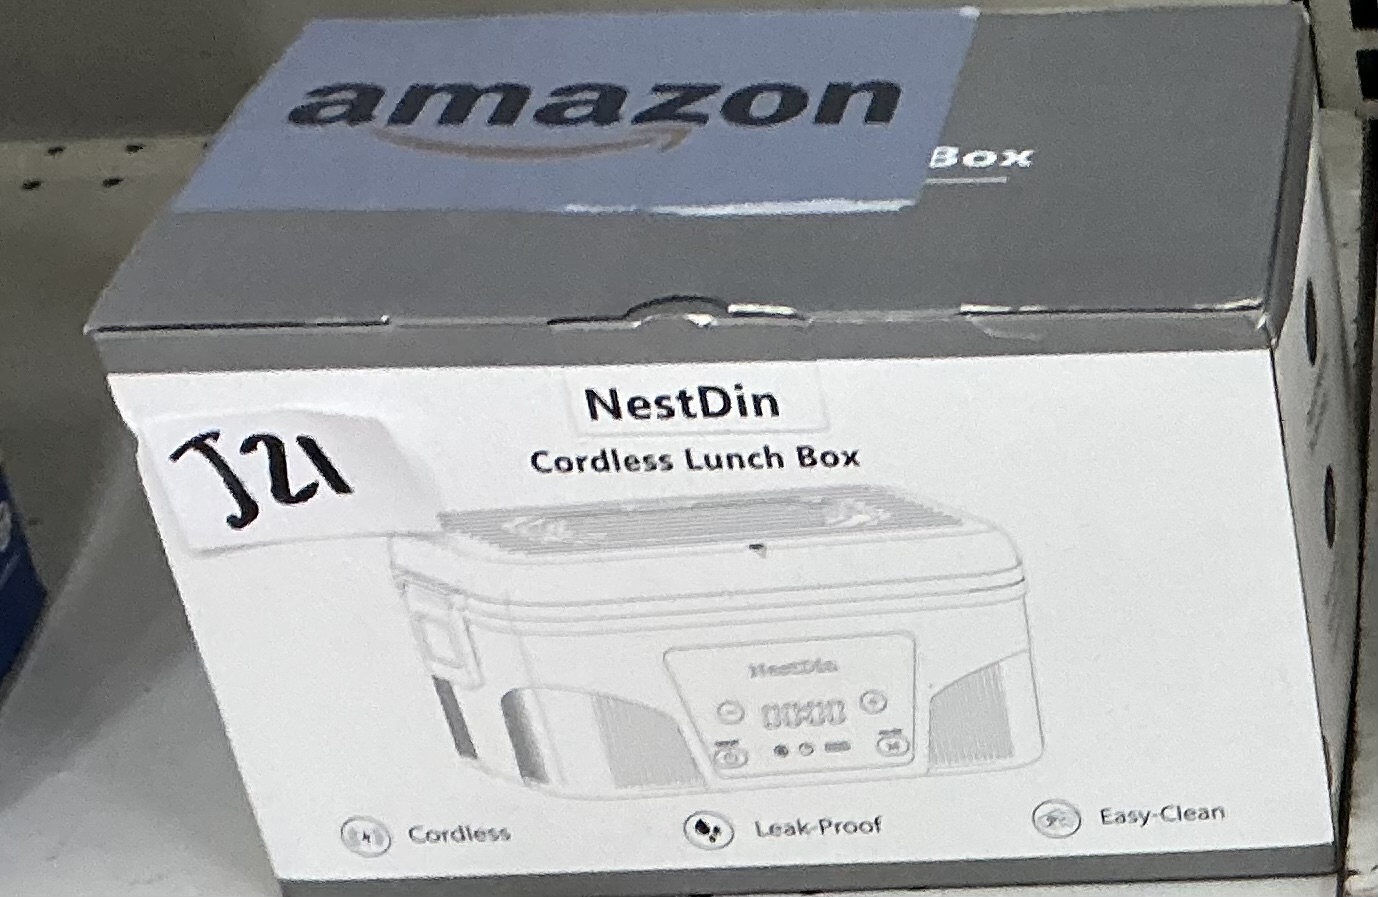 amazon
Box
NestDin
Cordless Lunch Box
J21
NestDin
Cordless
Leak-Proof
Easy-Clean